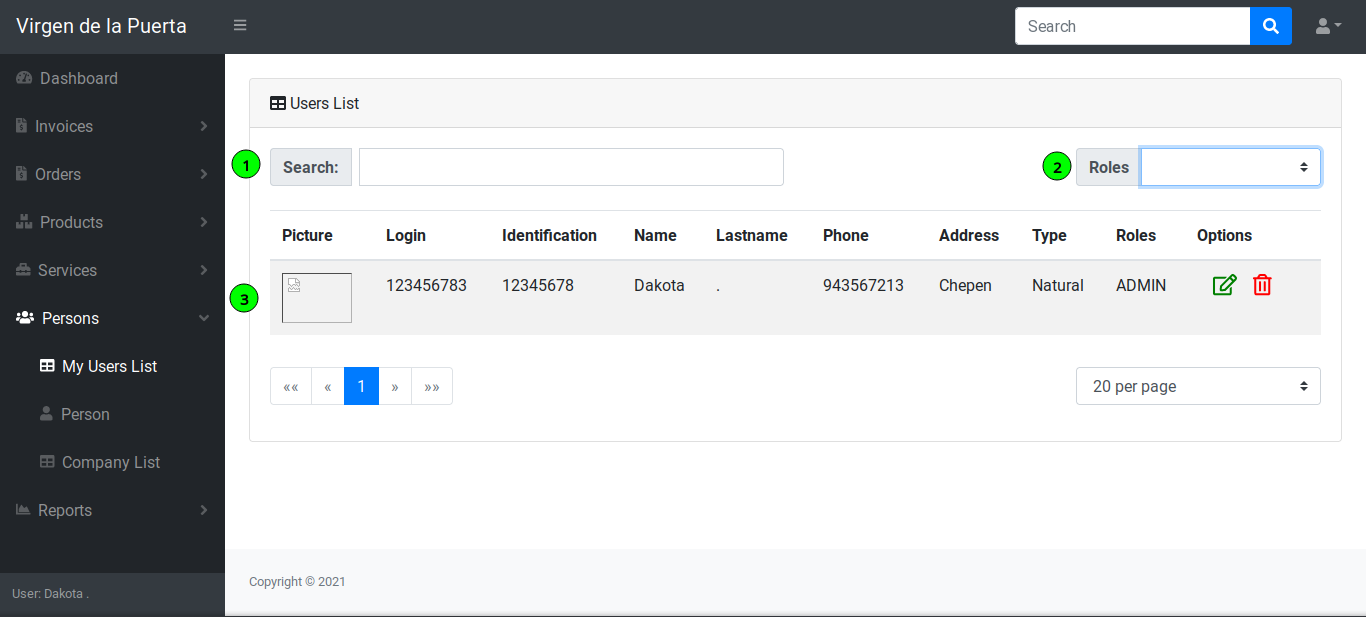 Virgen de la Puerta
Search
Dashboard
Invoices
Orders
Products
Services
Persons
My Users List
Person
Company List
Reports
User: Dakota .
Users List
1 Search:
2 Roles
Picture Login Identification Name Lastname Phone Address Type Roles Options
3 123456783 12345678 Dakota . 943567213 Chepen Natural ADMIN
«« « 1 » »»
20 per page
Copyright © 2021